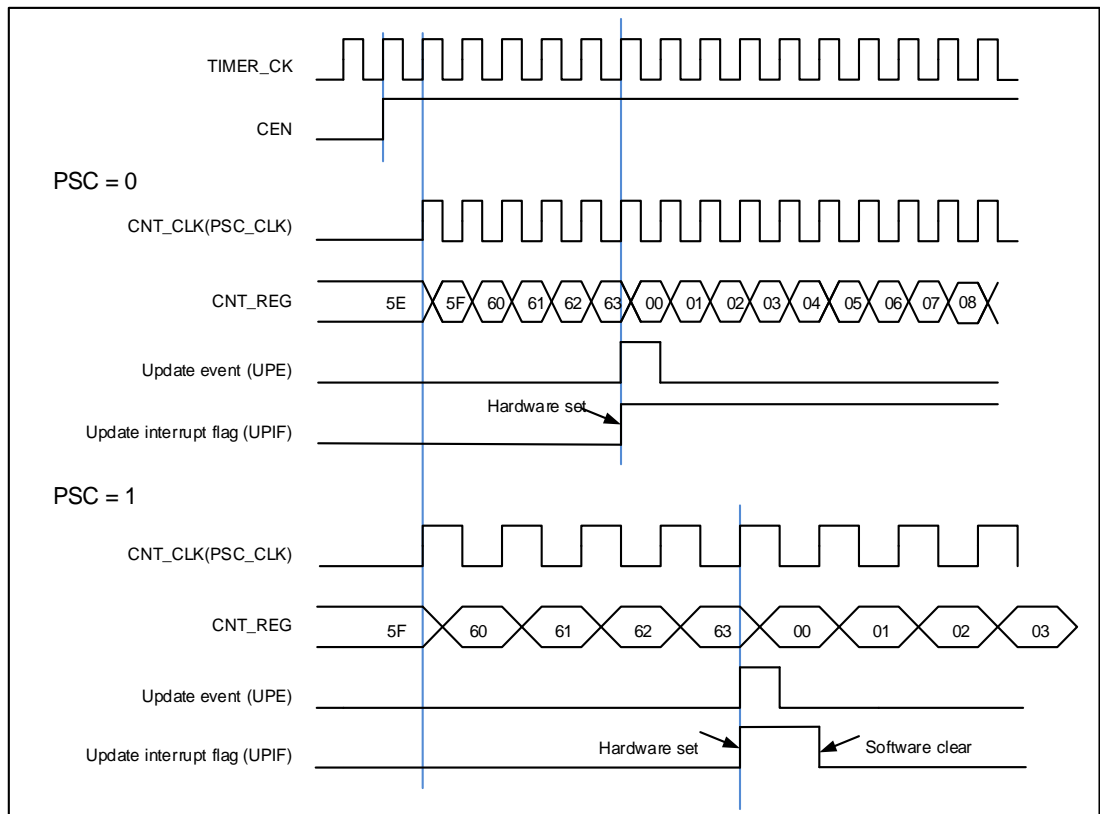 TIMER_CK
CEN
PSC = 0
CNT_CLK(PSC_CLK)
CNT_REG 5E 5F 60 61 62 63 00 01 02 03 04 05 06 07 08
Update event (UPE)
Hardware set
Update interrupt flag (UPIF)
PSC = 1
CNT_CLK(PSC_CLK)
CNT_REG 5F 60 61 62 63 00 01 02 03
Update event (UPE)
Update interrupt flag (UPIF) Hardware set Software clear